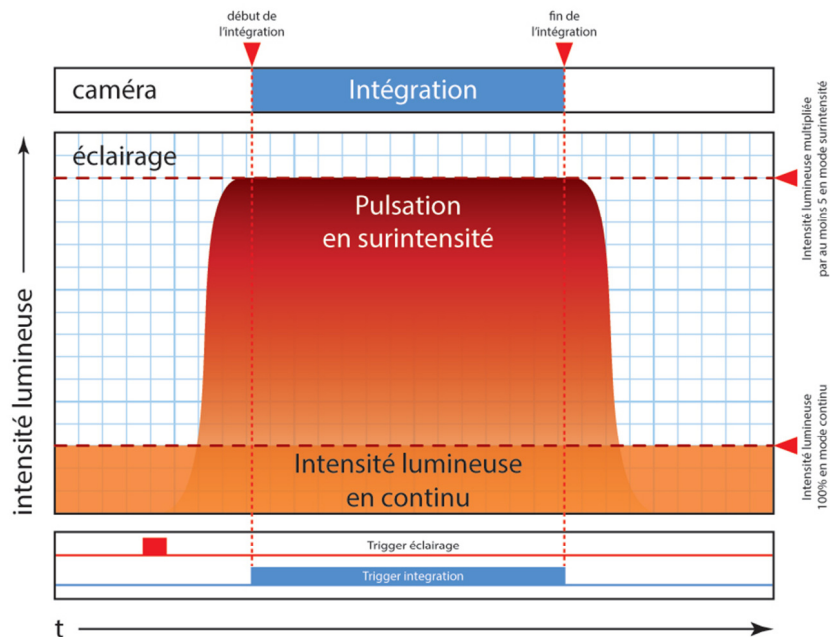 début de
l'intégration
fin de
l'intégration
caméra
Intégration
éclairage
Pulsation
en surintensité
Intensité lumineuse
en continu
intensité lumineuse
Intensité lumineuse multipliée
par au moins 5 en mode surintensité
Intensité lumineuse
100% en mode continu
Trigger éclairage
Trigger integration
t